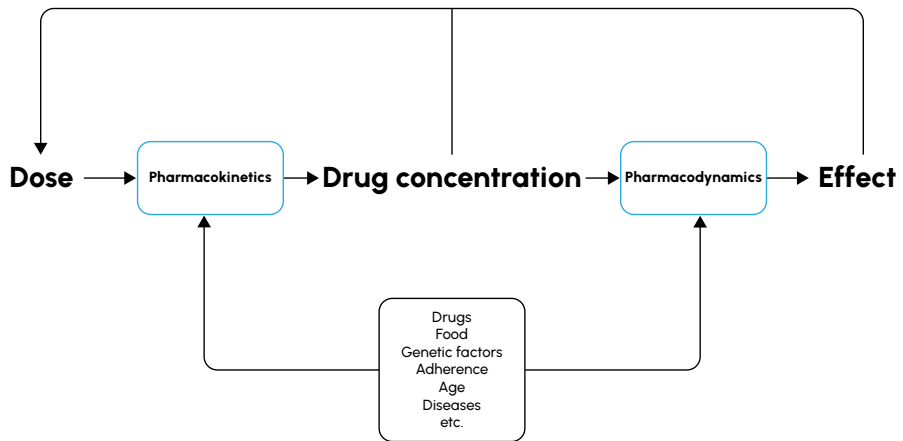 Dose
Pharmacokinetics
Drug concentration
Pharmacodynamics
Effect
Drugs
Food
Genetic factors
Adherence
Age
Diseases
etc.